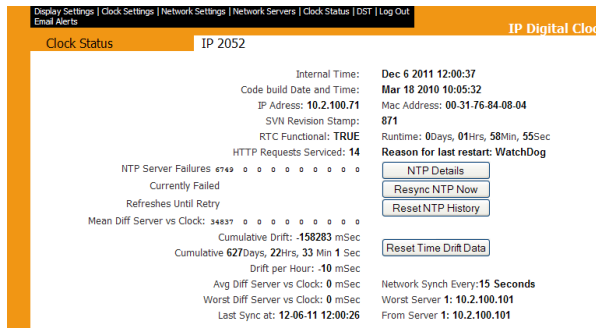 Display Settings | Clock Settings | Network Settings | Network Servers | Clock Status | DST | Log Out
Email Alerts
IP Digital Cloc
Clock Status IP 2052
Internal Time: Dec 6 2011 12:00:37
Code build Date and Time: Mar 18 2010 10:05:32
IP Adress: 10.2.100.71 Mac Address: 00-31-76-84-08-04
SVN Revision Stamp: 871
RTC Functional: TRUE Runtime: 0Days, 01Hrs, 58Min, 55Sec
HTTP Requests Serviced: 14 Reason for last restart: WatchDog
NTP Server Failures 6749 0 0 0 0 0 0 0 0 0 NTP Details
Currently Failed Resync NTP Now
Refreshes Until Retry Reset NTP History
Mean Diff Server vs Clock: 34837 0 0 0 0 0 0 0 0 0
Cumulative Drift: -158283 mSec
Cumulative 627Days, 22Hrs, 33 Min 1 Sec Reset Time Drift Data
Drift per Hour: -10 mSec
Avg Diff Server vs Clock: 0 mSec Network Synch Every:15 Seconds
Worst Diff Server vs Clock: 0 mSec Worst Server 1: 10.2.100.101
Last Sync at: 12-06-11 12:00:26 From Server 1: 10.2.100.101